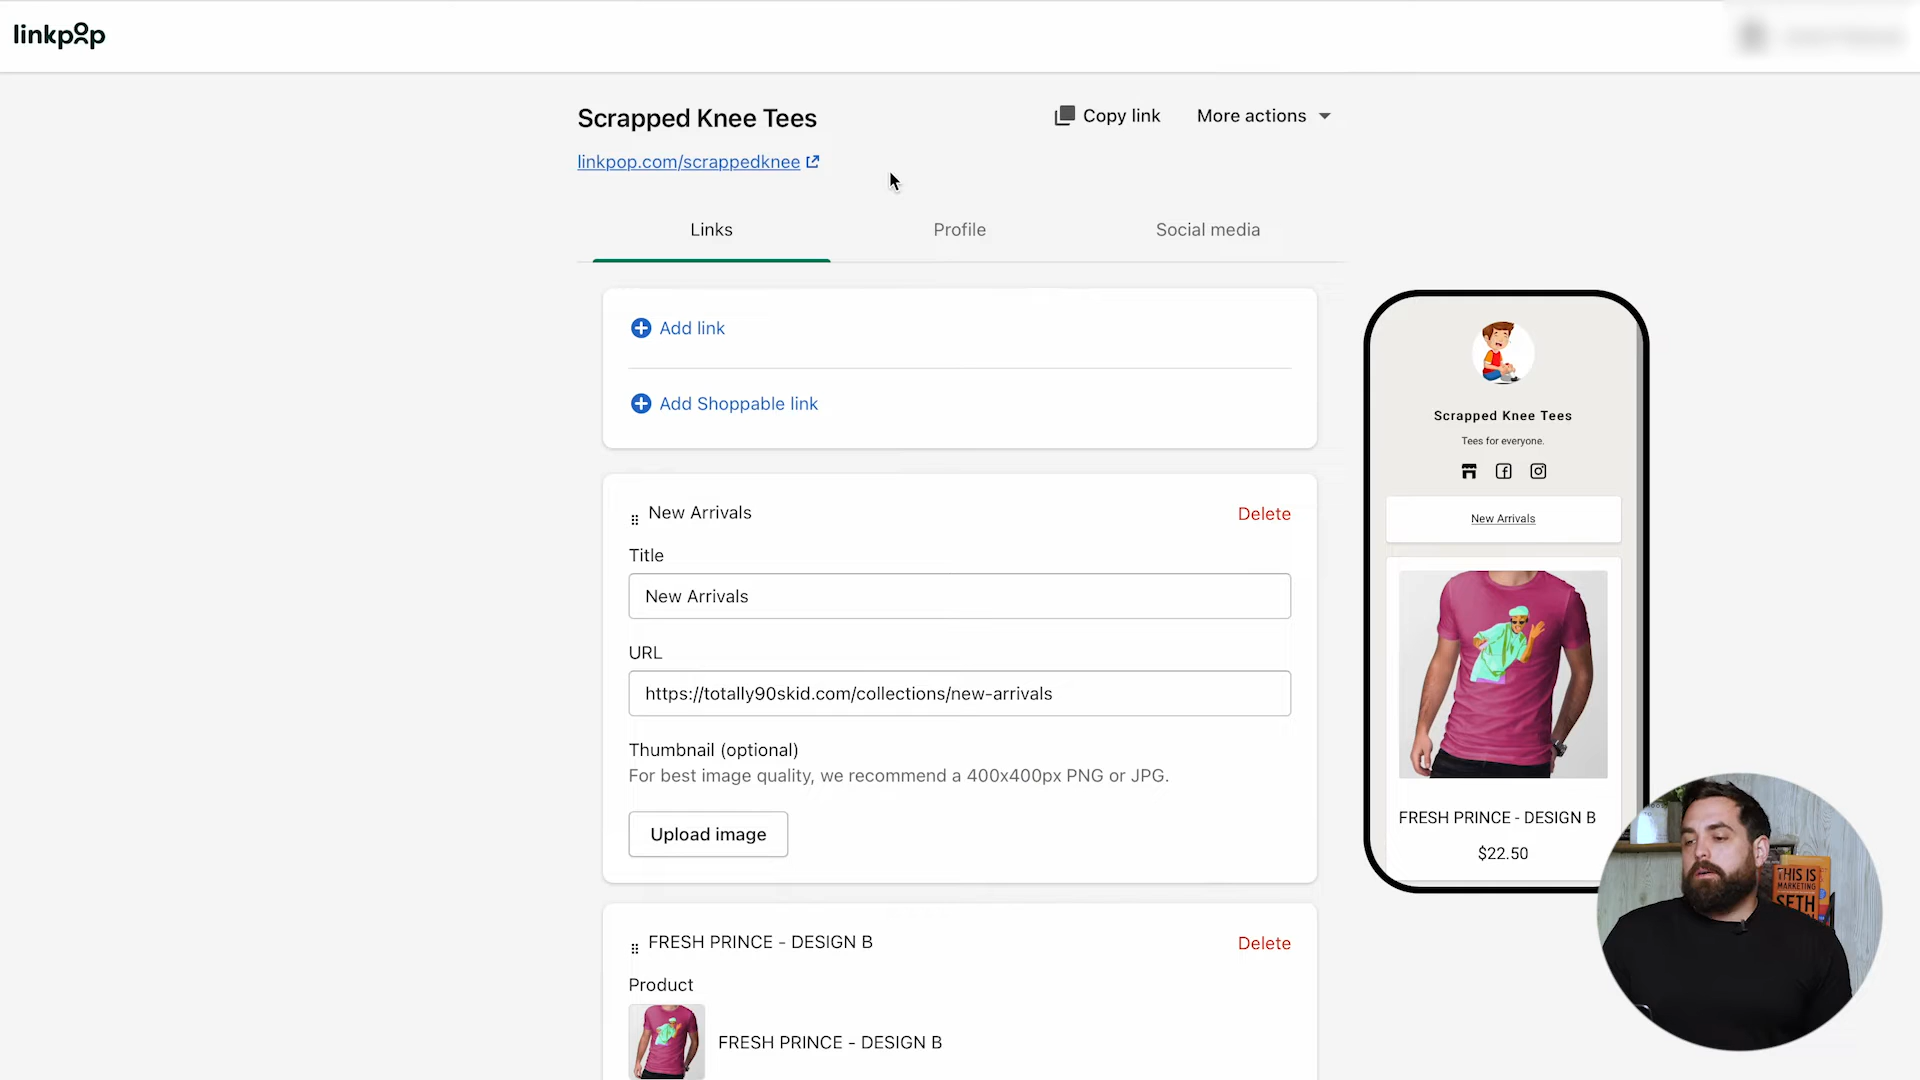 linkpop
Scrapped Knee Tees
Copy link
More actions
linkpop.com/scrappedknee
Links
Profile
Social media
Add link
Add Shoppable link
New Arrivals
Delete
Title
New Arrivals
URL
https://totally90skid.com/collections/new-arrivals
Thumbnail (optional)
For best image quality, we recommend a 400x400px PNG or JPG.
Upload image
FRESH PRINCE - DESIGN B
Delete
Product
FRESH PRINCE - DESIGN B
Scrapped Knee Tees
Tees for everyone.
New Arrivals
FRESH PRINCE - DESIGN B
$22.50
THIS IS
MARKETING
SETH